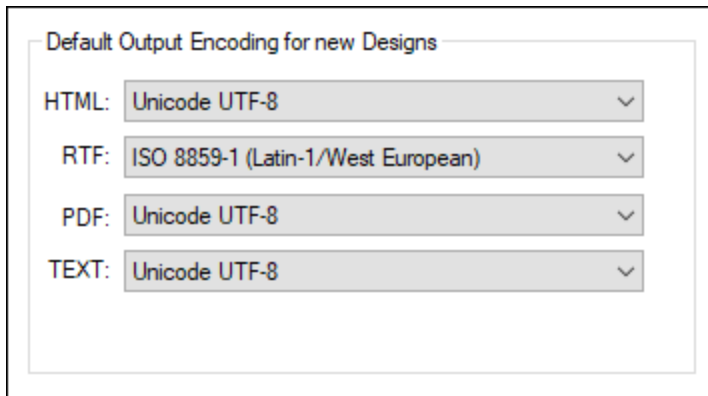 Default Output Encoding for new Designs
HTML: Unicode UTF-8
RTF: ISO 8859-1 (Latin-1/West European)
PDF: Unicode UTF-8
TEXT: Unicode UTF-8